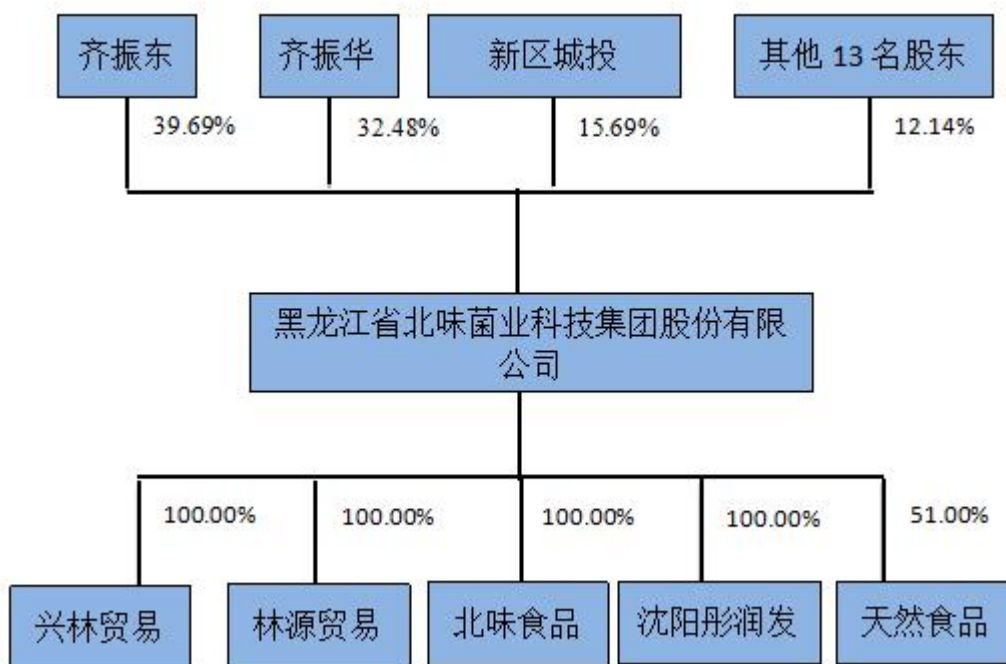 齐振东
齐振华
新区城投
其他 13 名股东
39.69%
32.48%
15.69%
12.14%
黑龙江省北味菌业科技集团股份有限
公司
100.00%
100.00%
100.00%
100.00%
51.00%
兴林贸易
林源贸易
北味食品
沈阳彤润发
天然食品